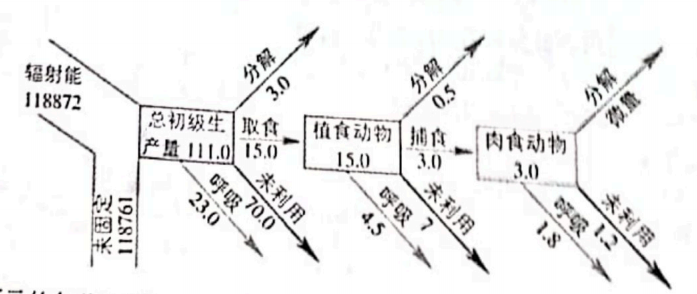 辐射能
118872
未固定
118761
总初级生
产量 111.0
分解
3.0
取食
15.0
呼吸
23.0
未利用
70.0
植食动物
15.0
分解
0.5
捕食
3.0
呼吸
4.5
未利用
7
肉食动物
3.0
分解
微量
呼吸
1.8
未利用
1.2